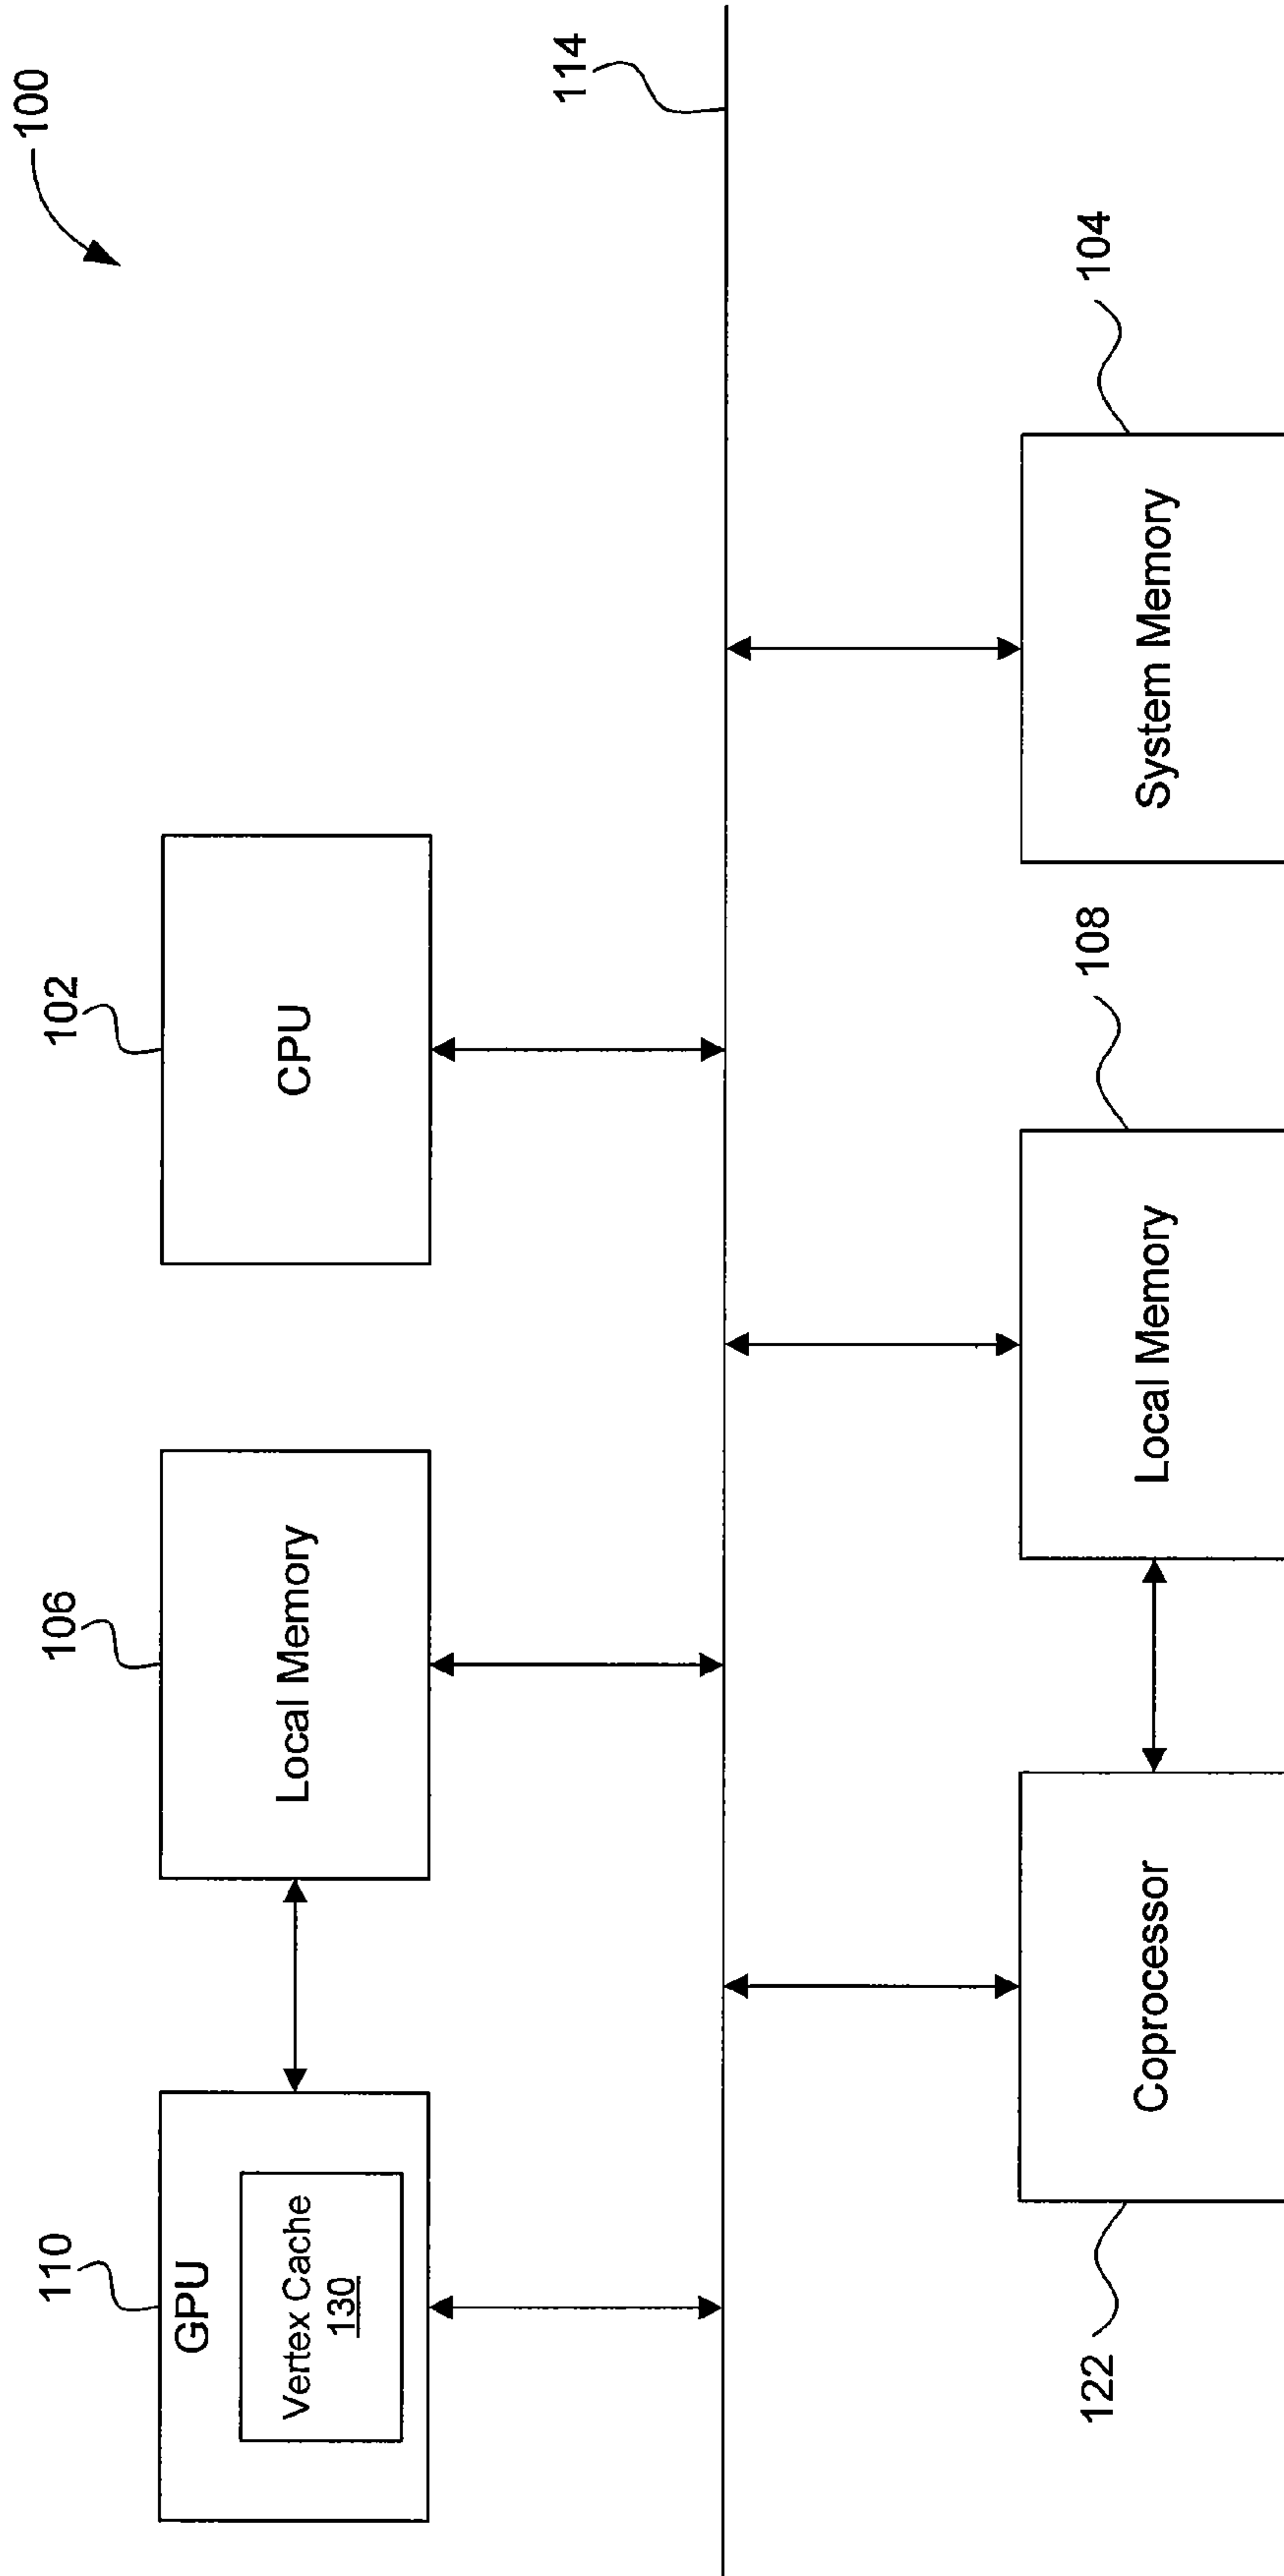 100
110
GPU
Vertex Cache
130
106
Local Memory
102
CPU
114
122
Coprocessor
108
Local Memory
104
System Memory